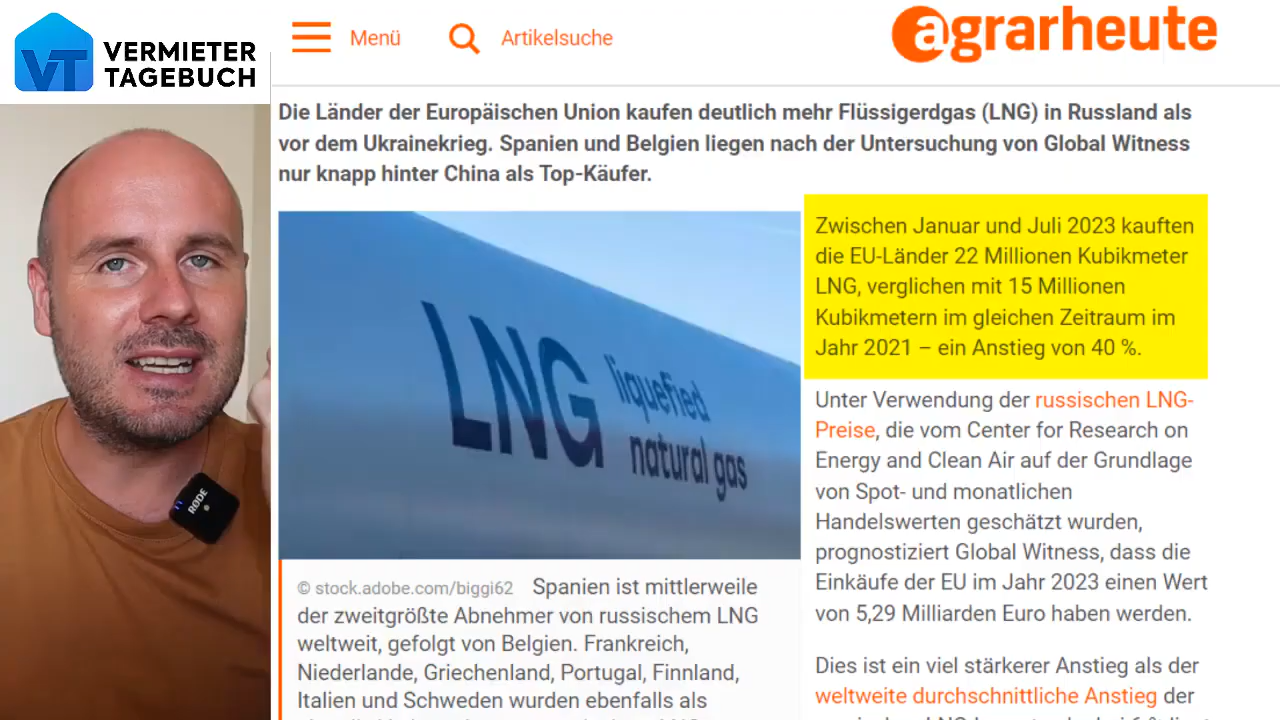 VERMIETER
TAGEBUCH
VT
Menü
Artikelsuche
agrarheute
Die Länder der Europäischen Union kaufen deutlich mehr Flüssigerdgas (LNG) in Russland als
vor dem Ukrainekrieg. Spanien und Belgien liegen nach der Untersuchung von Global Witness
nur knapp hinter China als Top-Käufer.
LNG
liquefied
natural gas
RØDE
© stock.adobe.com/biggi62 Spanien ist mittlerweile
der zweitgrößte Abnehmer von russischem LNG
weltweit, gefolgt von Belgien. Frankreich,
Niederlande, Griechenland, Portugal, Finnland,
Italien und Schweden wurden ebenfalls als
Zwischen Januar und Juli 2023 kauften
die EU-Länder 22 Millionen Kubikmeter
LNG, verglichen mit 15 Millionen
Kubikmetern im gleichen Zeitraum im
Jahr 2021 – ein Anstieg von 40 %.
Unter Verwendung der russischen LNG-
Preise, die vom Center for Research on
Energy and Clean Air auf der Grundlage
von Spot- und monatlichen
Handelswerten geschätzt wurden,
prognostiziert Global Witness, dass die
Einkäufe der EU im Jahr 2023 einen Wert
von 5,29 Milliarden Euro haben werden.
Dies ist ein viel stärkerer Anstieg als der
weltweite durchschnittliche Anstieg der